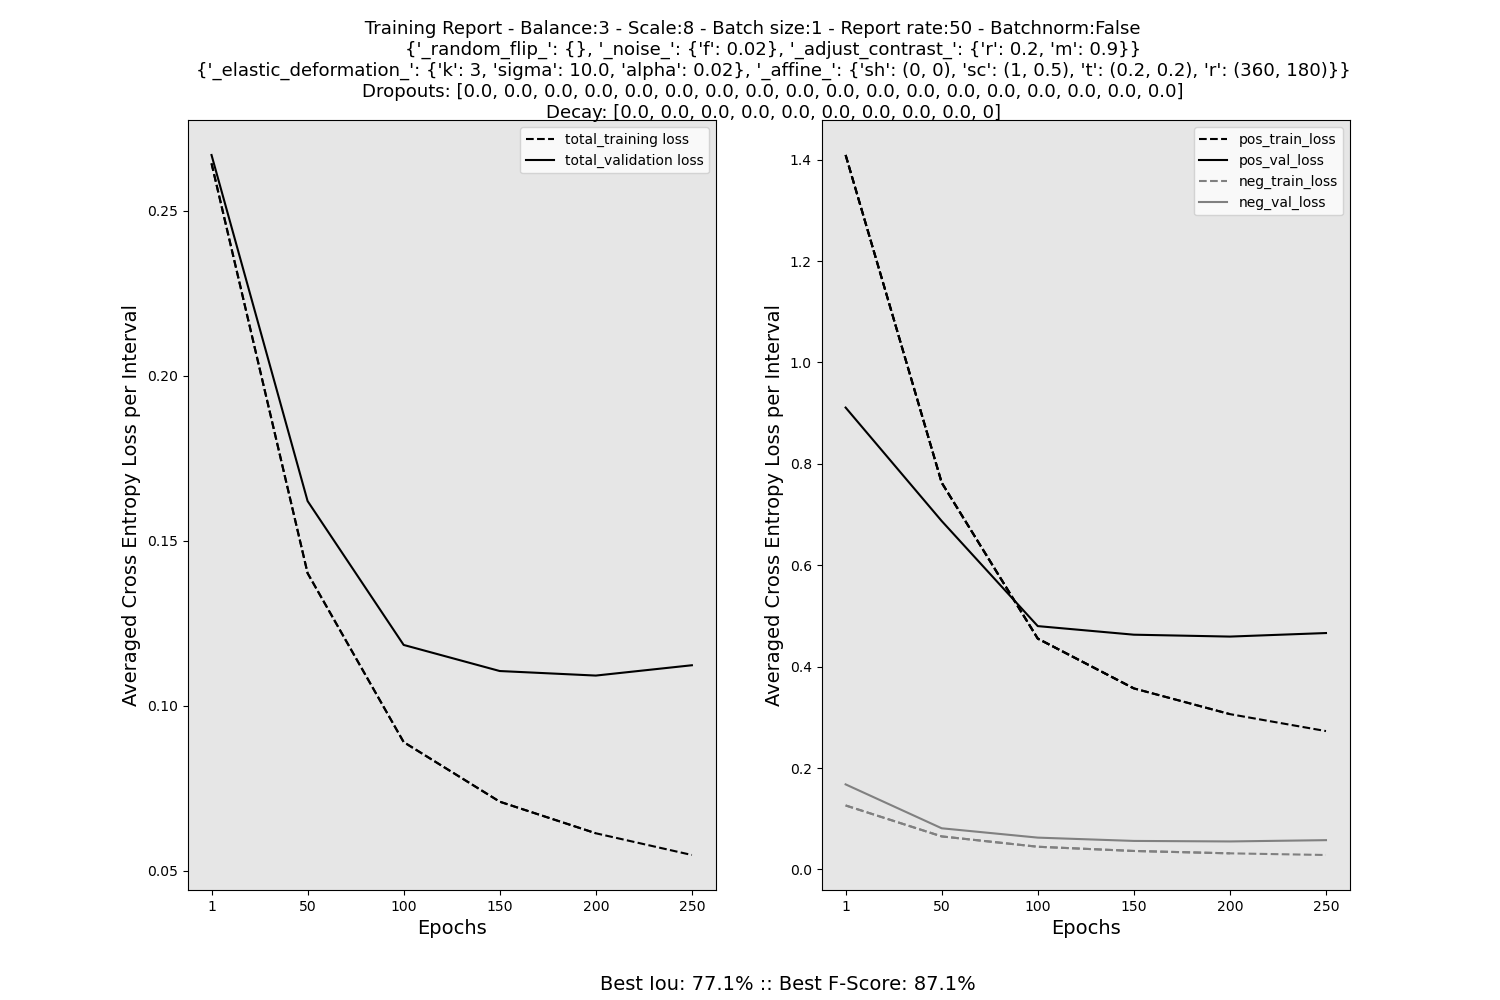 Training Report - Balance:3 - Scale:8 - Batch size:1 - Report rate:50 - Batchnorm:False
{'_random_flip_': {}, '_noise_': {'f': 0.02}, '_adjust_contrast_': {'r': 0.2, 'm': 0.9}}
{'_elastic_deformation_': {'k': 3, 'sigma': 10.0, 'alpha': 0.02}, '_affine_': {'sh': (0, 0), 'sc': (1, 0.5), 't': (0.2, 0.2), 'r': (360, 180)}}
Dropouts: [0.0, 0.0, 0.0, 0.0, 0.0, 0.0, 0.0, 0.0, 0.0, 0.0, 0.0, 0.0, 0.0, 0.0, 0.0, 0.0, 0.0, 0.0]
Decay: [0.0, 0.0, 0.0, 0.0, 0.0, 0.0, 0.0, 0.0, 0.0, 0]
total_training loss
total_validation loss
0.25
0.20
0.15
0.10
0.05
Averaged Cross Entropy Loss per Interval
1 50 100 150 200 250
Epochs
pos_train_loss
pos_val_loss
neg_train_loss
neg_val_loss
1.4
1.2
1.0
0.8
0.6
0.4
0.2
0.0
Averaged Cross Entropy Loss per Interval
1 50 100 150 200 250
Epochs
Best Iou: 77.1% :: Best F-Score: 87.1%